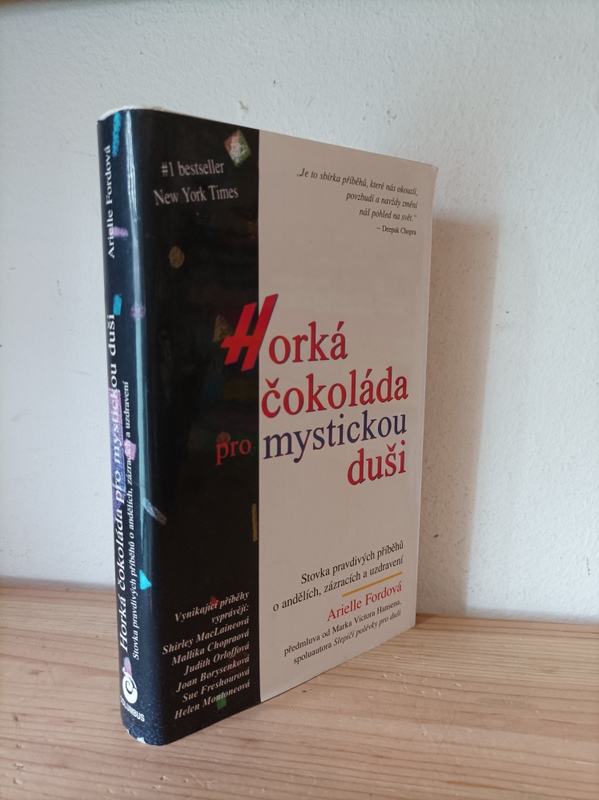 Arielle Fordová
Horká čokoláda pro mystickou duši
Stovka pravdivých příběhů o andělích, zázracích a uzdravení
COLUMBUS
#1 bestseller
New York Times
„Je to sbírka příběhů, které nás okouzlí,
povzbudí a navždy změní
náš pohled na svět.“
– Deepak Chopra
Horká
čokoláda
pro mystickou
duši
Stovka pravdivých příběhů
o andělích, zázracích a uzdravení
Arielle Fordová
předmluva od Marka Victora Hansena,
spoluautora Slepičí polévky pro duši
Vynikající příběhy
vyprávějí:
Shirley MacLaineová
Mallika Chopraová
Judith Orloffová
Joan Borysenková
Sue Freshourová
Helen Montoneová